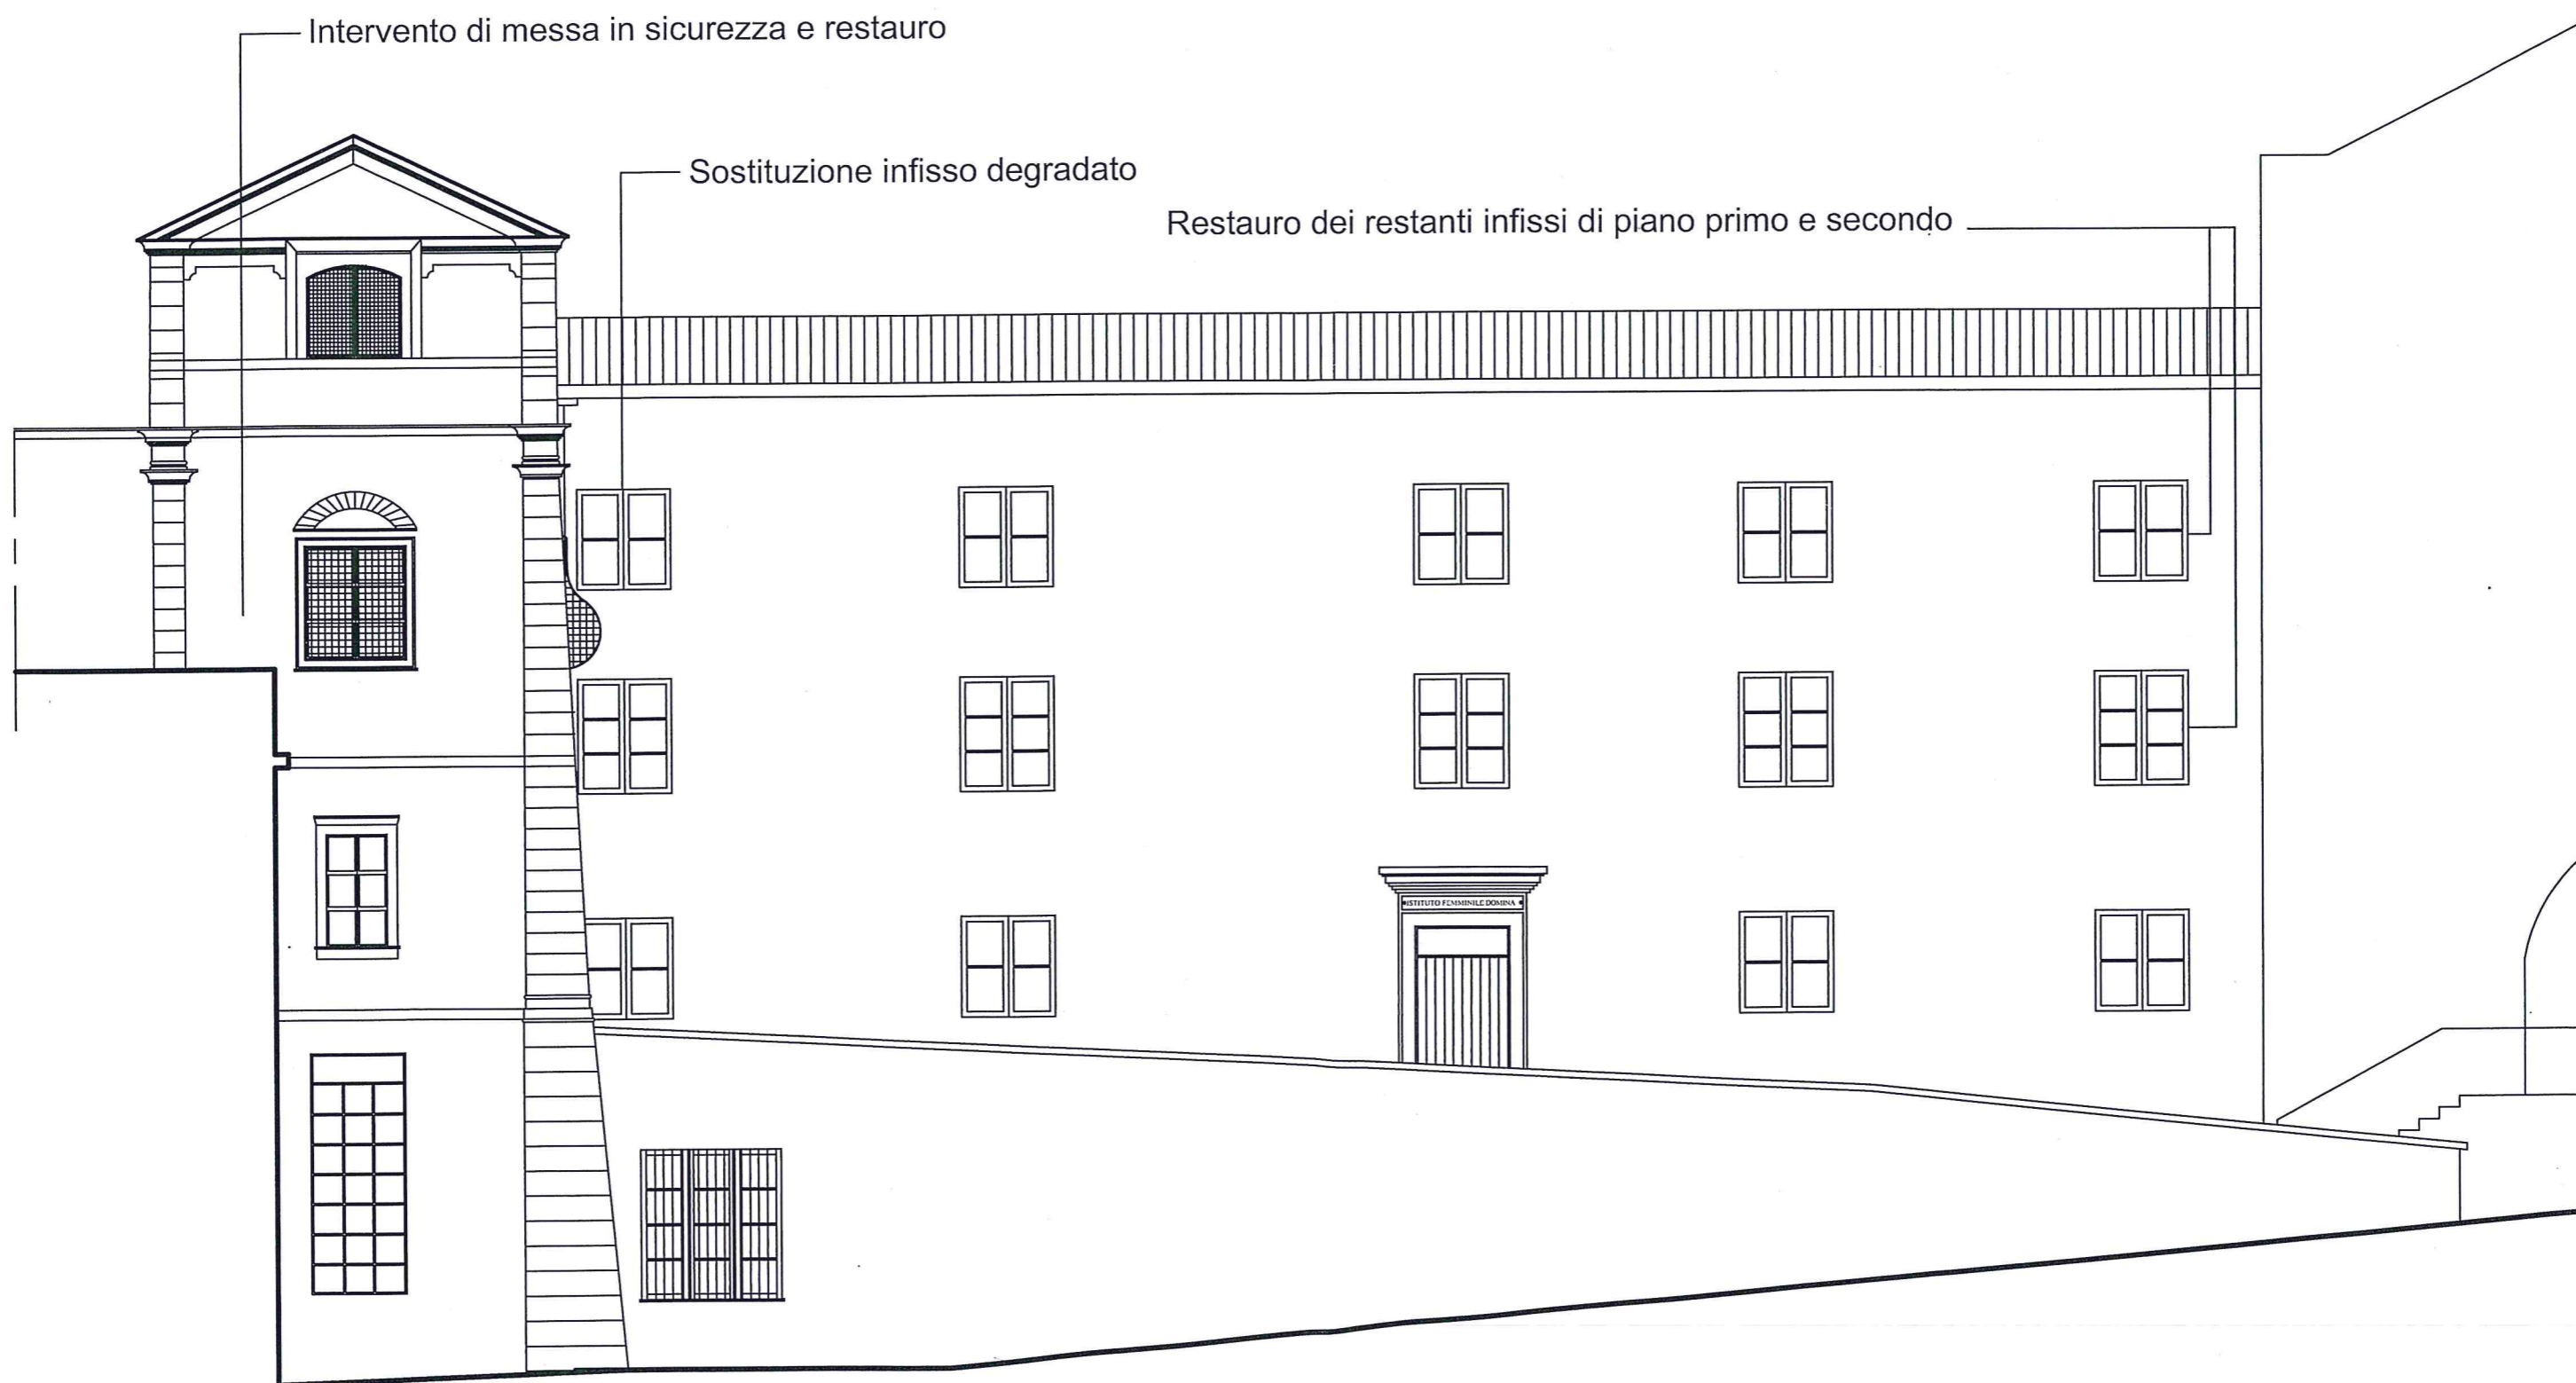 Intervento di messa in sicurezza e restauro
Sostituzione infisso degradato
Restauro dei restanti infissi di piano primo e secondo
ISTITUTO FEMMINILE DOMINA